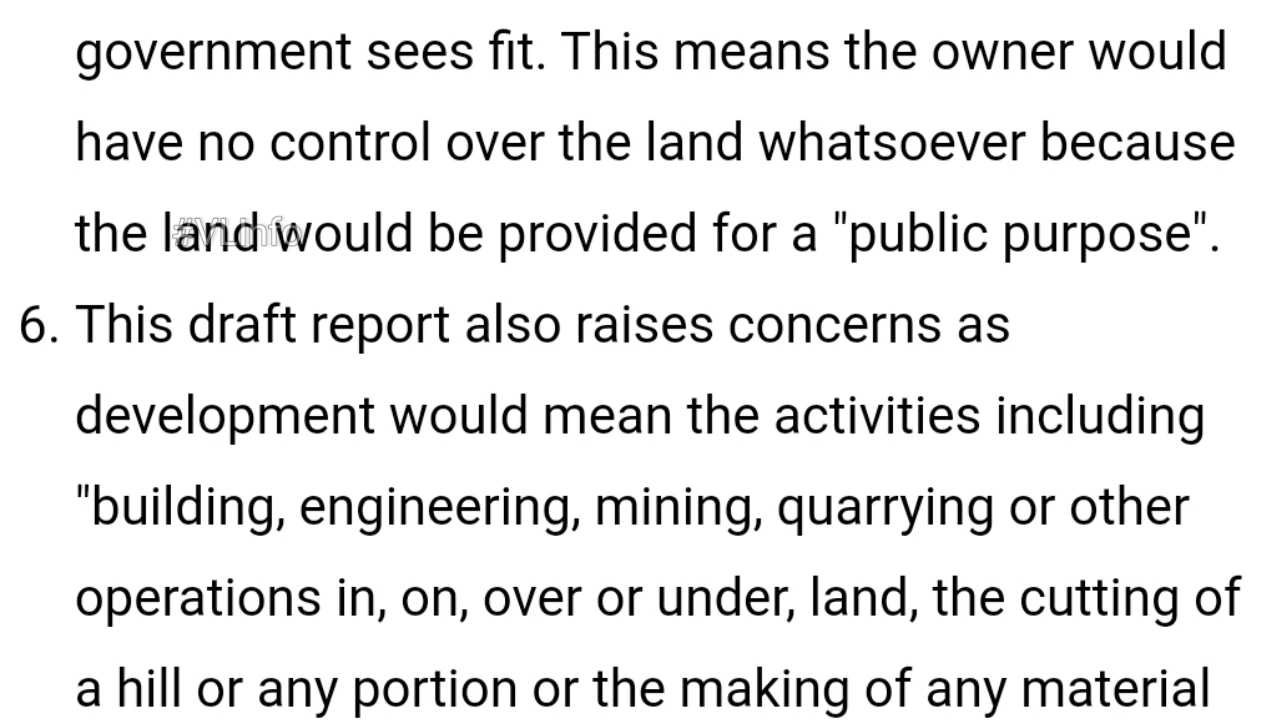 government sees fit. This means the owner would
have no control over the land whatsoever because
the land would be provided for a "public purpose".
#VLInfo
6. This draft report also raises concerns as
development would mean the activities including
"building, engineering, mining, quarrying or other
operations in, on, over or under, land, the cutting of
a hill or any portion or the making of any material